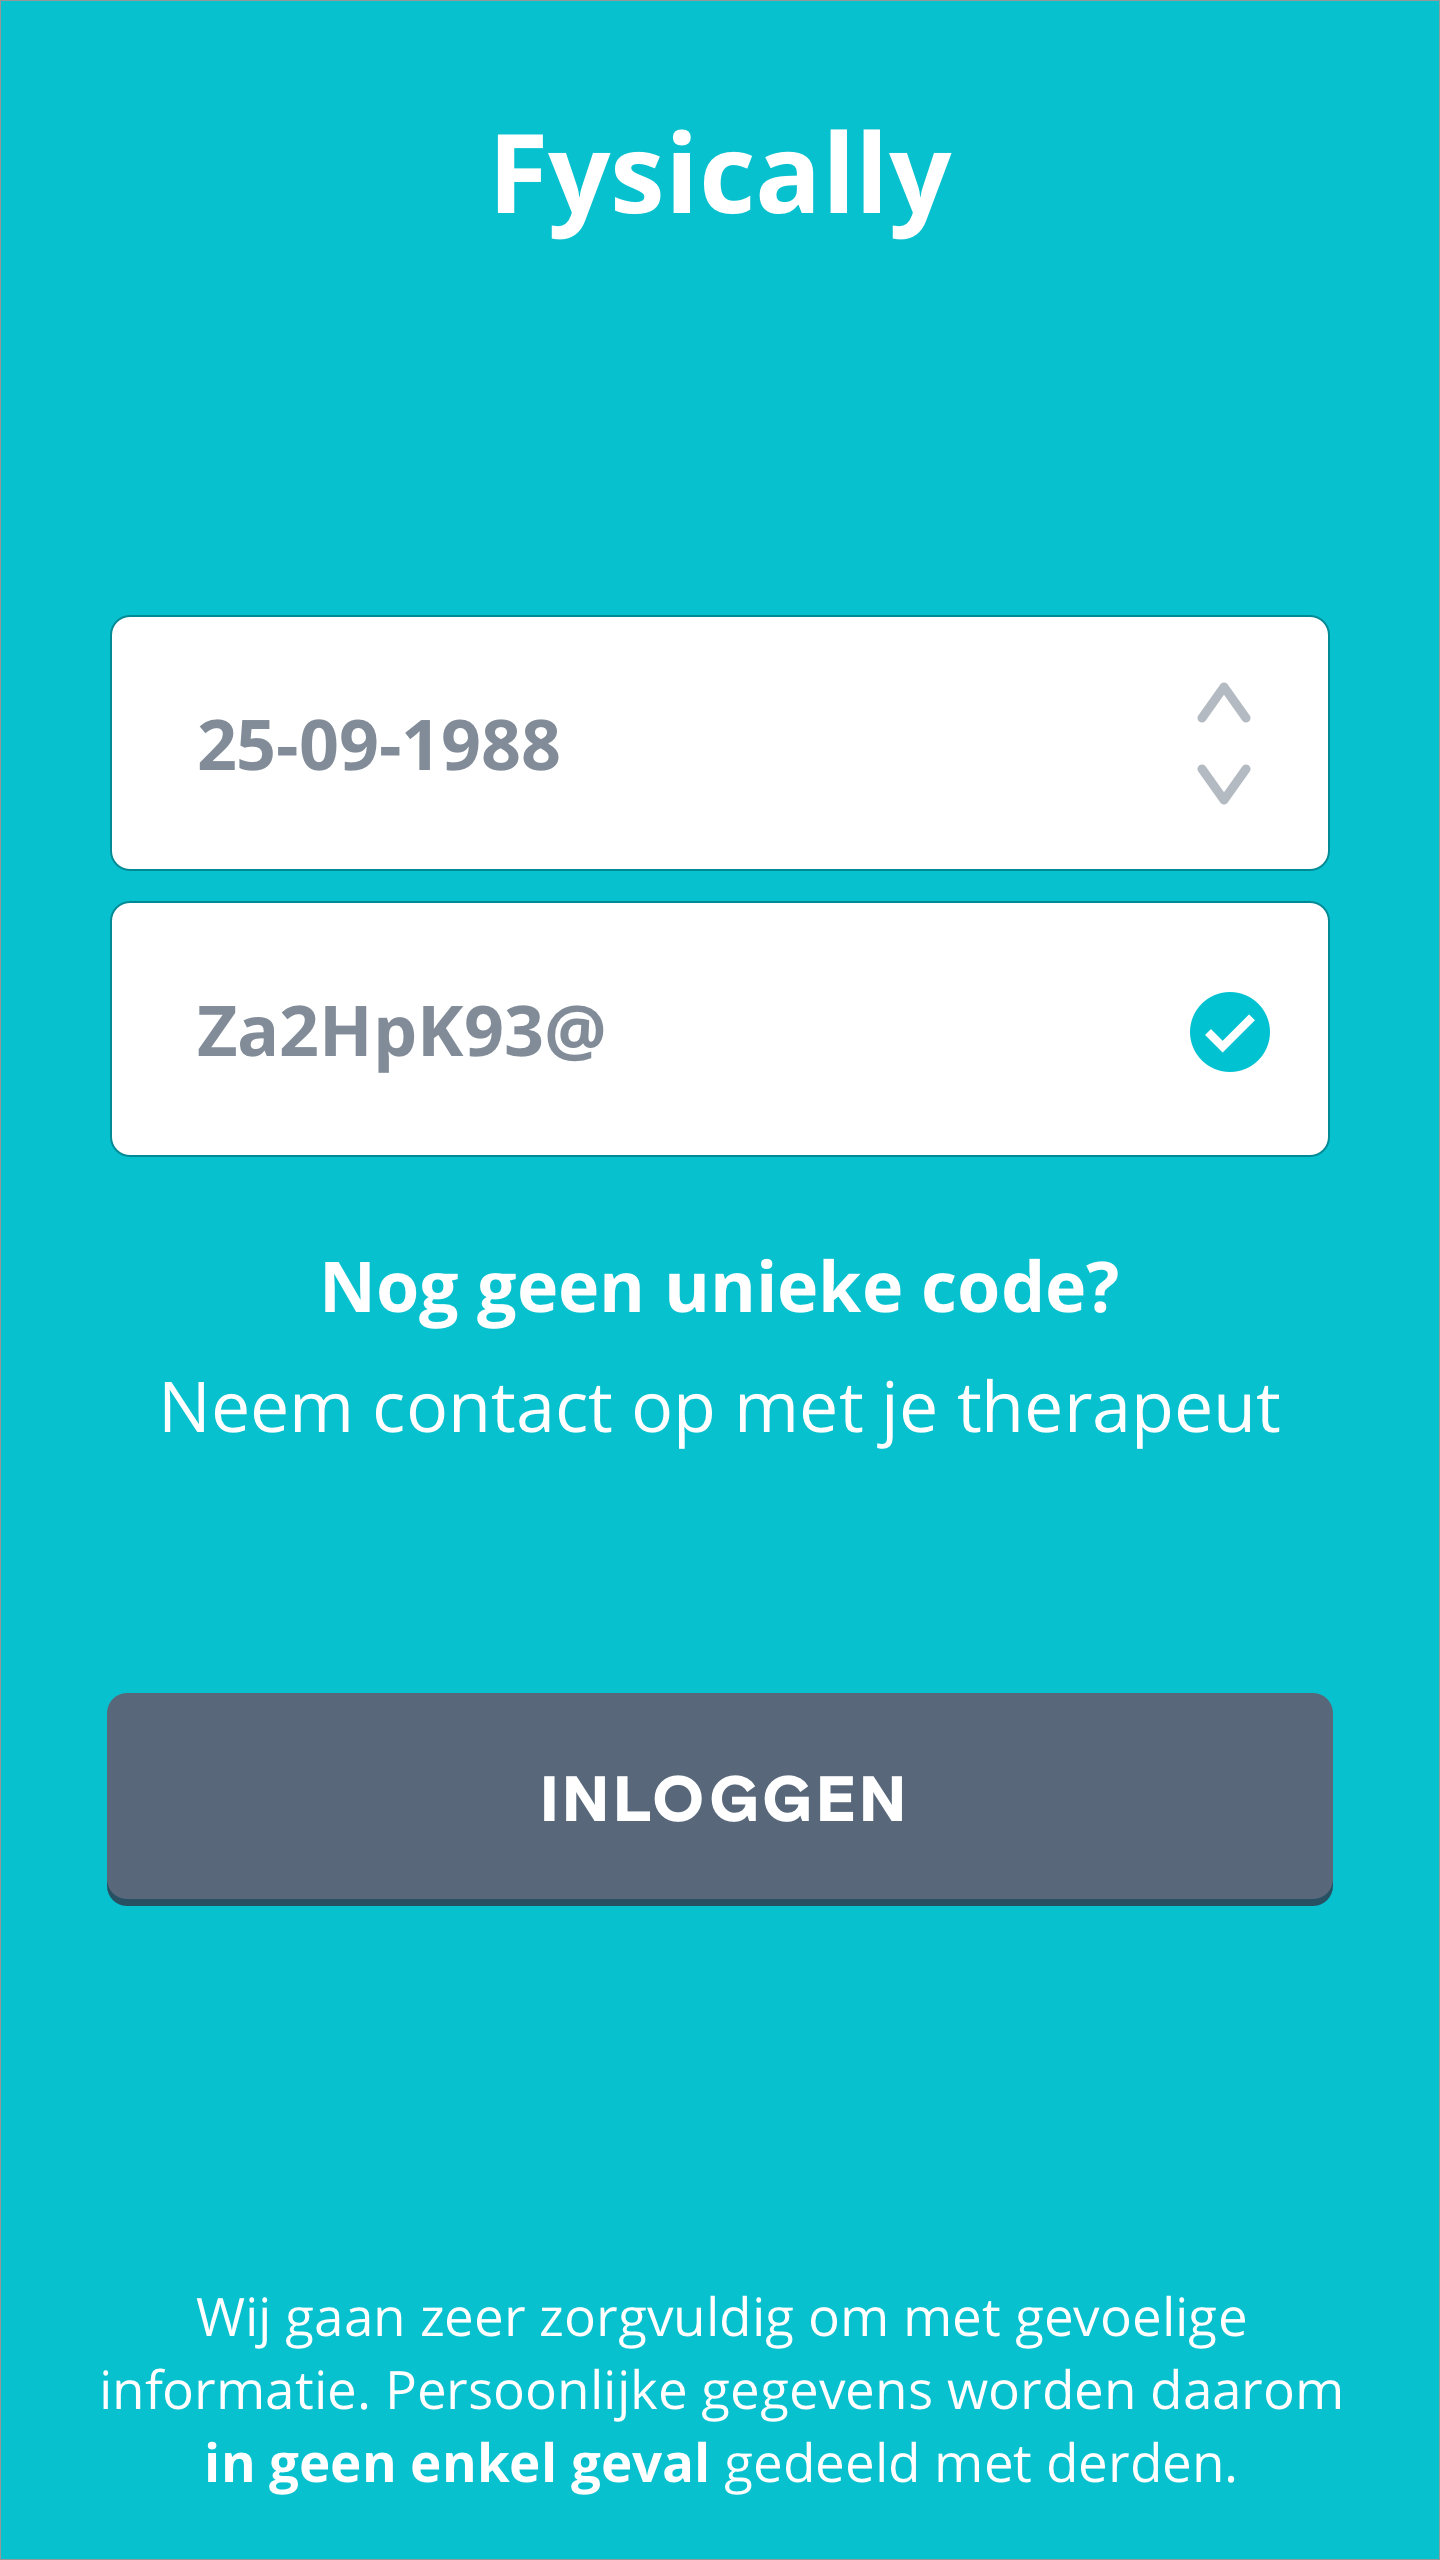 Fysically
25-09-1988
Za2HpK93@
Nog geen unieke code?
Neem contact op met je therapeut
INLOGGEN
Wij gaan zeer zorgvuldig om met gevoelige
informatie. Persoonlijke gegevens worden daarom
in geen enkel geval gedeeld met derden.